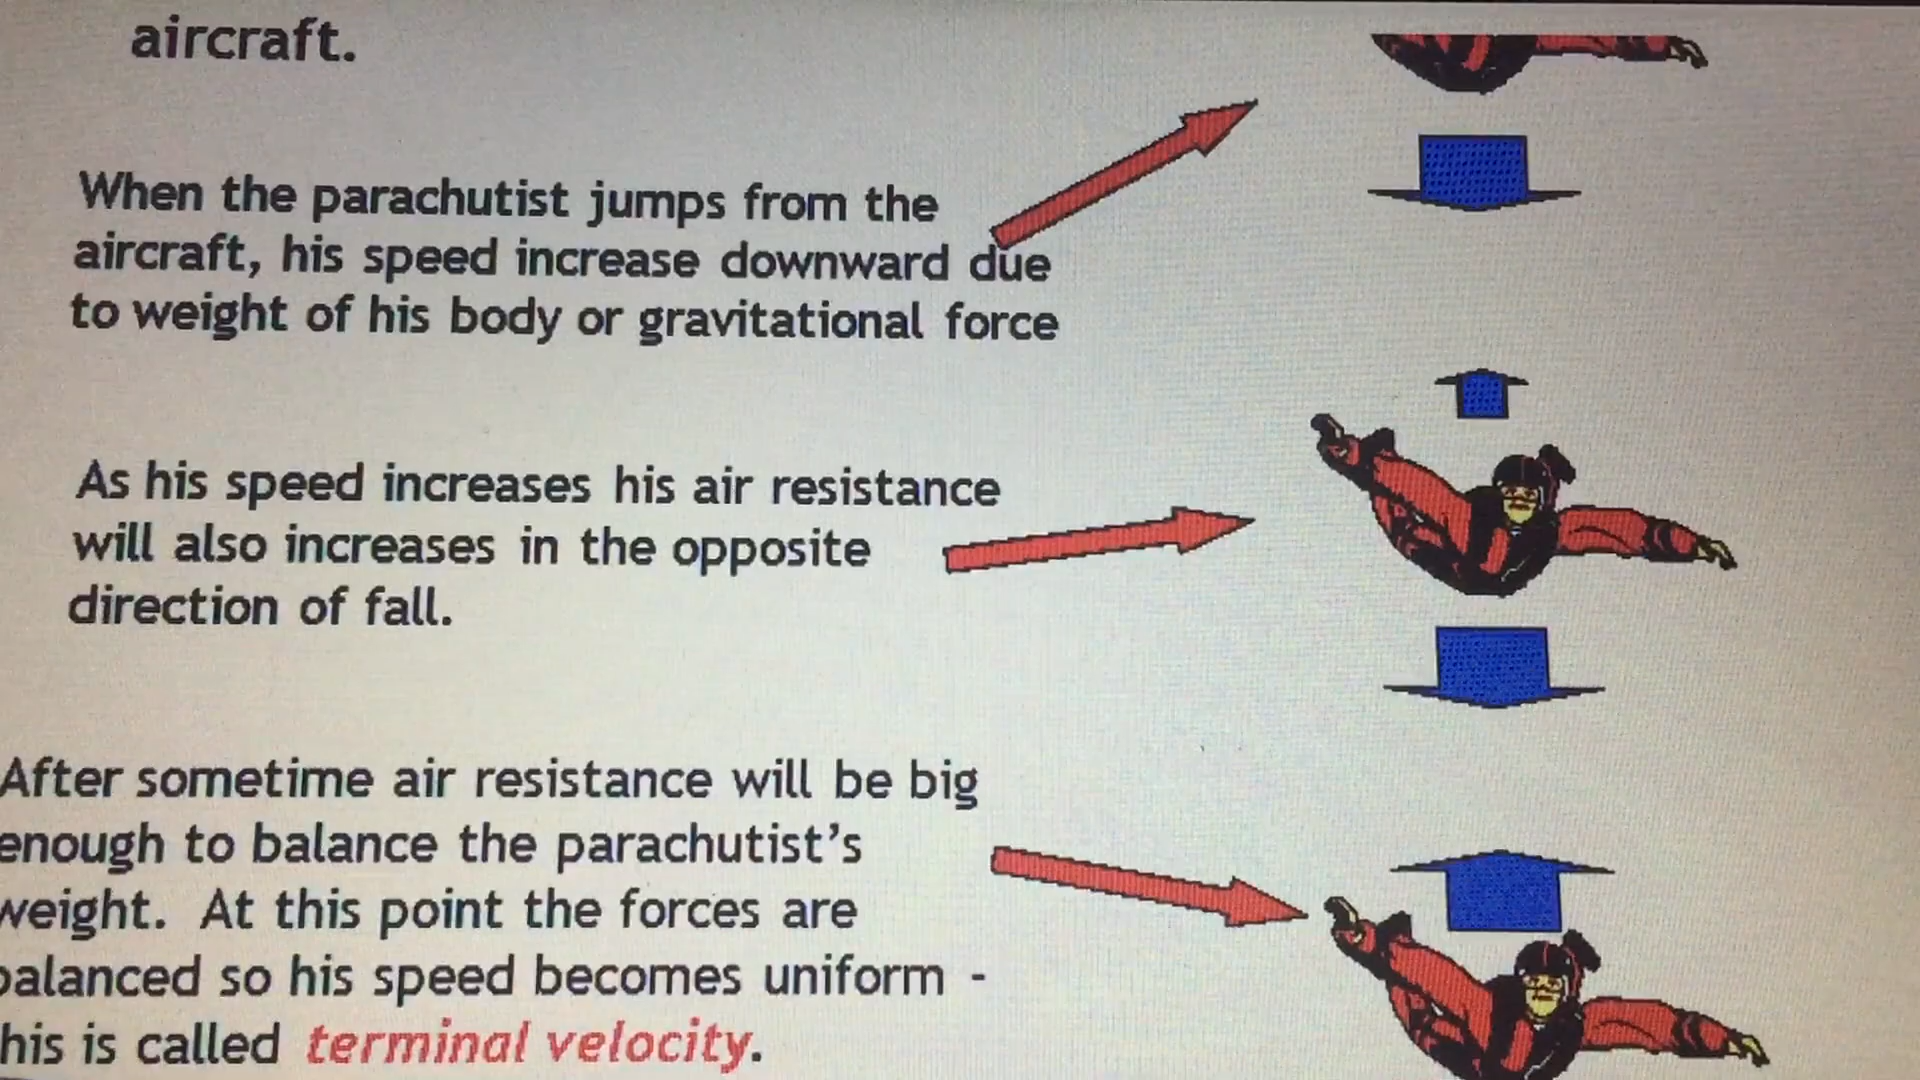 aircraft.
When the parachutist jumps from the
aircraft, his speed increase downward due
to weight of his body or gravitational force
As his speed increases his air resistance
will also increases in the opposite
direction of fall.
After sometime air resistance will be big
enough to balance the parachutist's
weight. At this point the forces are
balanced so his speed becomes uniform -
his is called terminal velocity.